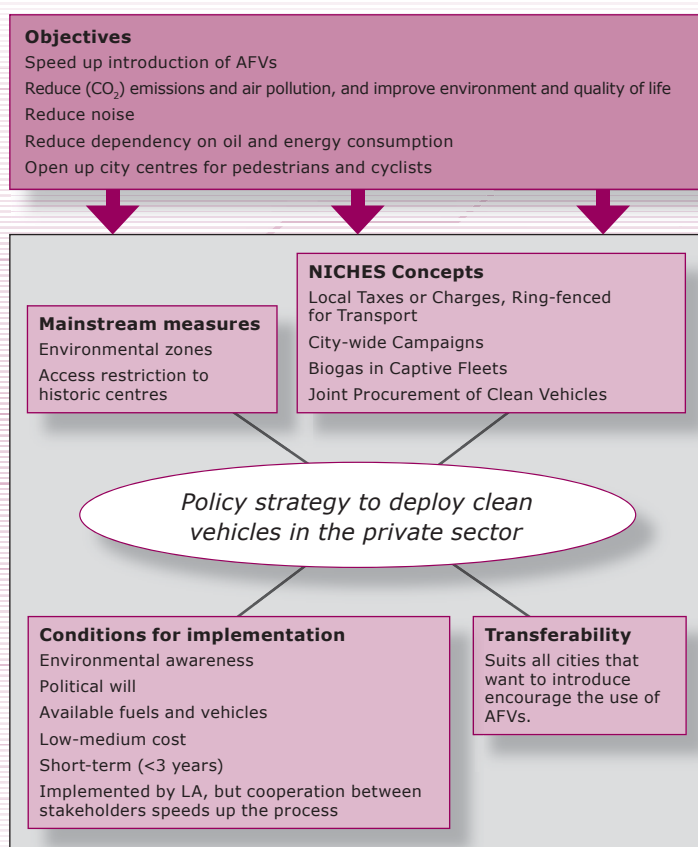 Objectives
Speed up introduction of AFVs
Reduce (CO₂) emissions and air pollution, and improve environment and quality of life
Reduce noise
Reduce dependency on oil and energy consumption
Open up city centres for pedestrians and cyclists
Mainstream measures
Environmental zones
Access restriction to
historic centres
NICHES Concepts
Local Taxes or Charges, Ring-fenced
for Transport
City-wide Campaigns
Biogas in Captive Fleets
Joint Procurement of Clean Vehicles
Policy strategy to deploy clean
vehicles in the private sector
Conditions for implementation
Environmental awareness
Political will
Available fuels and vehicles
Low-medium cost
Short-term (<3 years)
Implemented by LA, but cooperation between
stakeholders speeds up the process
Transferability
Suits all cities that
want to introduce
encourage the use of
AFVs.